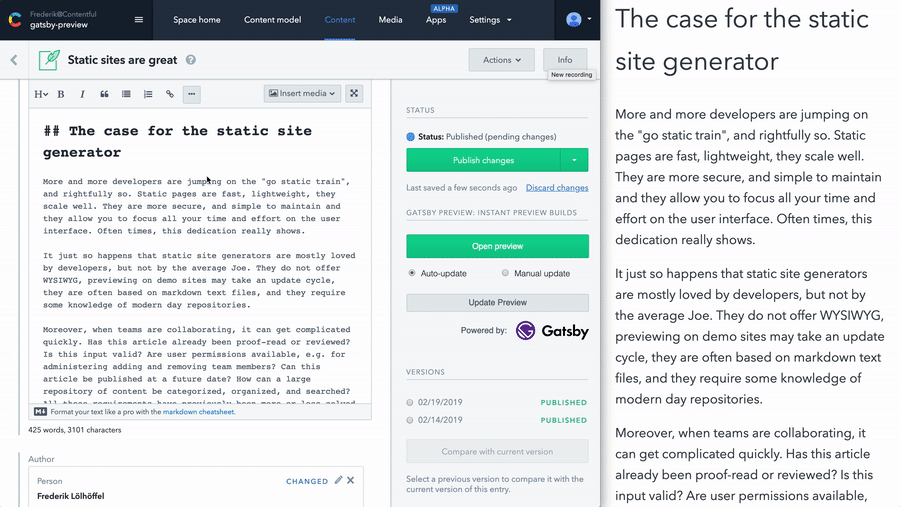 Frederik@Contentful
gatsby-preview
Space home
Content model
Content
Media
ALPHA
Apps
Settings
Static sites are great
?
Actions
Info
New recording
H
B
I
Insert media
## The case for the static site
generator
More and more developers are jumping on the "go static train",
and rightfully so. Static pages are fast, lightweight, they
scale well. They are more secure, and simple to maintain and
they allow you to focus all your time and effort on the user
interface. Often times, this dedication really shows.
It just so happens that static site generators are mostly loved
by developers, but not by the average Joe. They do not offer
WYSIWYG, previewing on demo sites may take an update cycle,
they are often based on markdown text files, and they require
some knowledge of modern day repositories.
Moreover, when teams are collaborating, it can get complicated
quickly. Has this article already been proof-read or reviewed?
Is this input valid? Are user permissions available, e.g. for
administering adding and removing team members? Can this
article be published at a future date? How can a large
repository of content be categorized, organized, and searched?
All these requirements have previously been more or less solved
Format your text like a pro with the markdown cheatsheet.
425 words, 3101 characters
Author
Person
CHANGED
Frederik Lölhöffel
STATUS
Status: Published (pending changes)
Publish changes
Last saved a few seconds ago
Discard changes
GATSBY PREVIEW: INSTANT PREVIEW BUILDS
Open preview
Auto-update
Manual update
Update Preview
Powered by:
Gatsby
VERSIONS
02/19/2019
PUBLISHED
02/14/2019
PUBLISHED
Compare with current version
Select a previous version to compare it with the
current version of this entry.
The case for the static
site generator
More and more developers are jumping on
the "go static train", and rightfully so. Static
pages are fast, lightweight, they scale well.
They are more secure, and simple to maintain
and they allow you to focus all your time and
effort on the user interface. Often times, this
dedication really shows.
It just so happens that static site generators
are mostly loved by developers, but not by
the average Joe. They do not offer WYSIWYG,
previewing on demo sites may take an update
cycle, they are often based on markdown text
files, and they require some knowledge of
modern day repositories.
Moreover, when teams are collaborating, it
can get complicated quickly. Has this article
already been proof-read or reviewed? Is this
input valid? Are user permissions available,